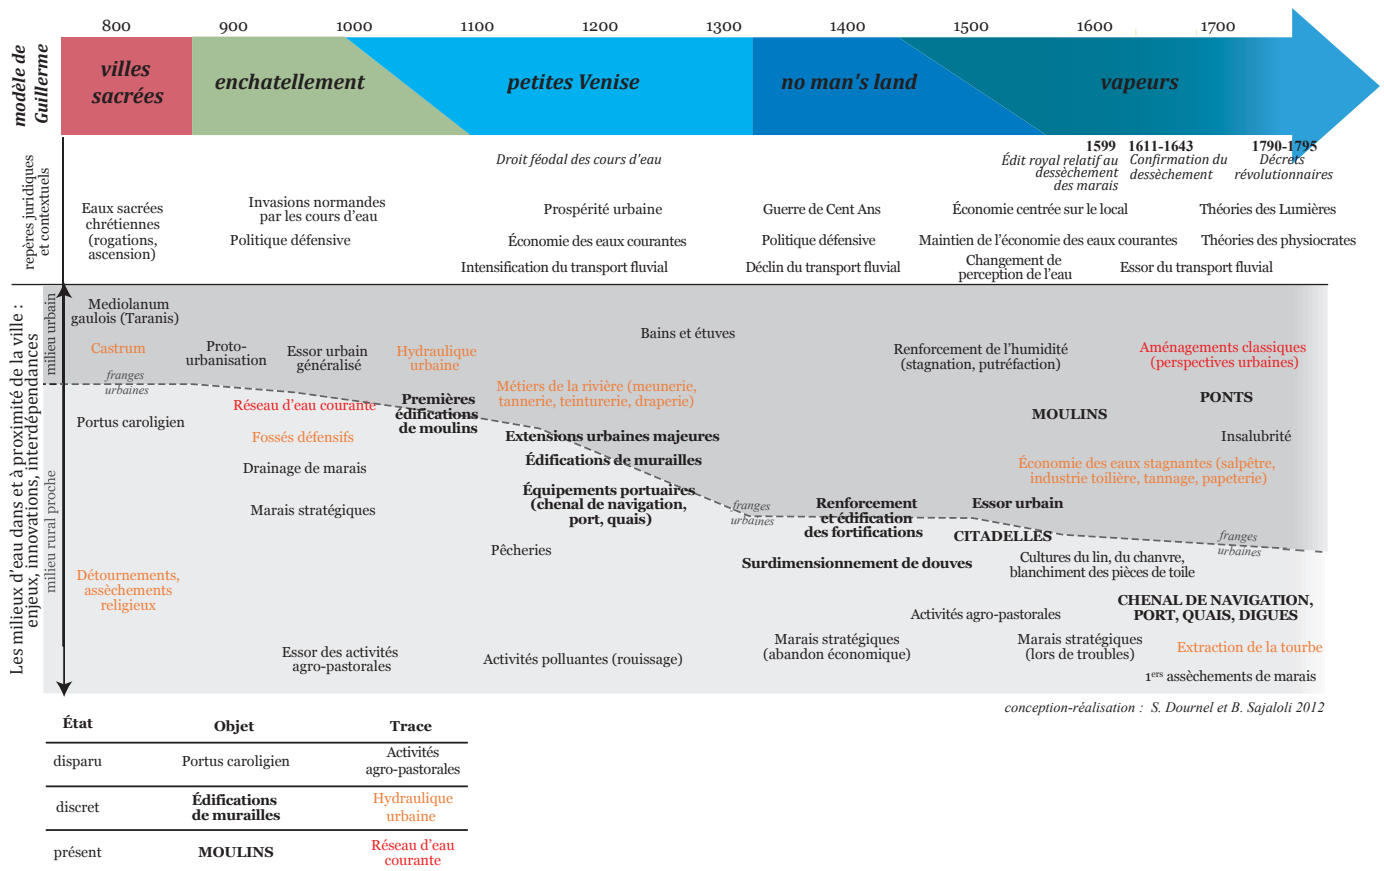 800 900 1000 1100 1200 1300 1400 1500 1600 1700
modèle de
Guillerme
villes
sacrées
enchatellement
petites Venise
no man's land
vapeurs
repères juridiques
et contextuels
Droit féodal des cours d'eau
1599
Édit royal relatif au
dessèchement
des marais
1611-1643
Confirmation du
dessèchement
1790-1795
Décrets
révolutionnaires
Eaux sacrées
chrétiennes
(rogations,
ascension)
Invasions normandes
par les cours d'eau
Politique défensive
Prospérité urbaine
Économie des eaux courantes
Intensification du transport fluvial
Guerre de Cent Ans
Politique défensive
Déclin du transport fluvial
Économie centrée sur le local
Maintien de l'économie des eaux courantes
Changement de
perception de l'eau
Essor du transport fluvial
Théories des Lumières
Théories des physiocrates
Les milieux d'eau dans et à proximité de la ville :
enjeux, innovations, interdépendances
milieu urbain
milieu rural proche
Mediolanum
gaulois (Taranis)
Castrum
franges
urbaines
Portus caroligien
Détournements,
assèchements
religieux
Proto-
urbanisation
Essor urbain
généralisé
Réseau d'eau courante
Fossés défensifs
Drainage de marais
Marais stratégiques
Essor des activités
agro-pastorales
Hydraulique
urbaine
Premières
édifications
de moulins
Bains et étuves
Métiers de la rivière (meunerie,
tannerie, teinturerie, draperie)
Extensions urbaines majeures
Édifications de murailles
Équipements portuaires
(chenal de navigation,
port, quais)
Pêcheries
Activités polluantes (rouissage)
franges
urbaines
Renforcement de l'humidité
(stagnation, putréfaction)
Renforcement
et édification
des fortifications
Surdimensionnement de douves
Marais stratégiques
(abandon économique)
Activités agro-pastorales
Aménagements classiques
(perspectives urbaines)
PONTS
MOULINS
Insalubrité
Économie des eaux stagnantes (salpêtre,
industrie toilière, tannage, papeterie)
Essor urbain
CITADELLES
franges
urbaines
Cultures du lin, du chanvre,
blanchiment des pièces de toile
CHENAL DE NAVIGATION,
PORT, QUAIS, DIGUES
Marais stratégiques
(lors de troubles)
Extraction de la tourbe
1ers assèchements de marais
conception-réalisation : S. Dournel et B. Sajaloli 2012
État Objet Trace
disparu Portus caroligien Activités
agro-pastorales
discret Édifications
de murailles
Hydraulique
urbaine
présent MOULINS Réseau d'eau
courante